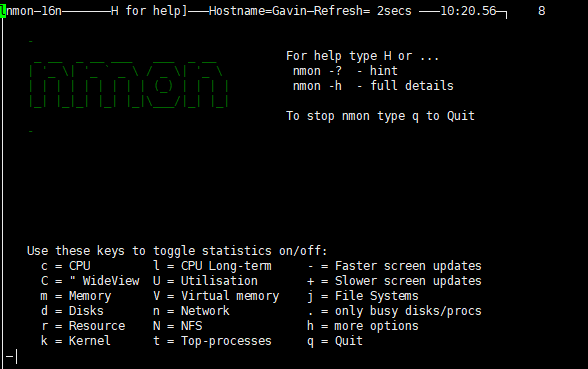 nmon─16n───────H for help]───Hostname=Gavin─Refresh= 2secs ───10:20.56─┐ 8
nmon
For help type H or ...
nmon -? - hint
nmon -h - full details
To stop nmon type q to Quit
Use these keys to toggle statistics on/off:
c = CPU l = CPU Long-term - = Faster screen updates
C = " WideView U = Utilisation + = Slower screen updates
m = Memory V = Virtual memory j = File Systems
d = Disks n = Network . = only busy disks/procs
r = Resource N = NFS h = more options
k = Kernel t = Top-processes q = Quit